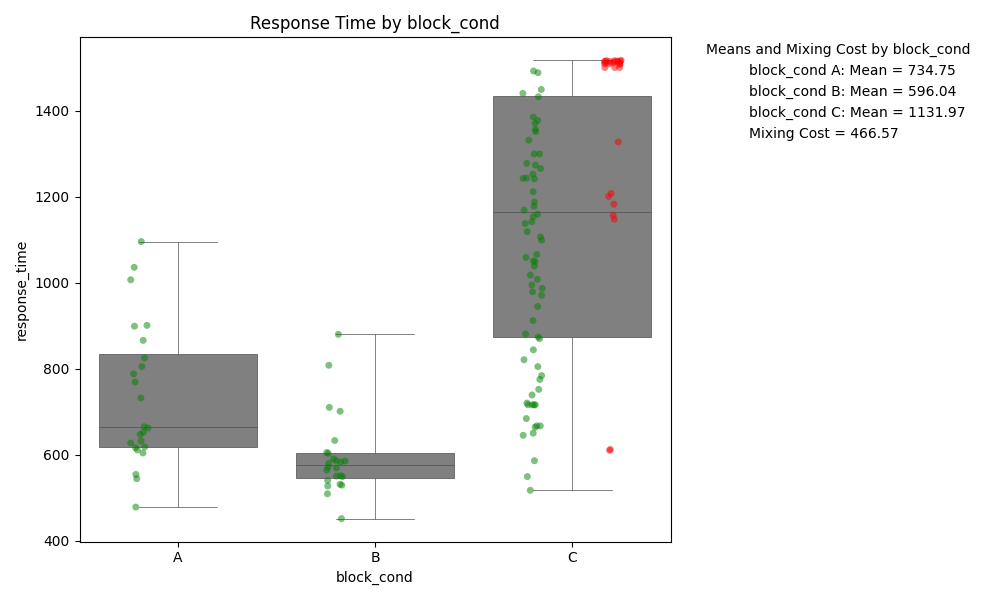 Response Time by block_cond
Means and Mixing Cost by block_cond
block_cond A: Mean = 734.75
block_cond B: Mean = 596.04
block_cond C: Mean = 1131.97
Mixing Cost = 466.57
response_time
1400
1200
1000
800
600
400
A
B
C
block_cond